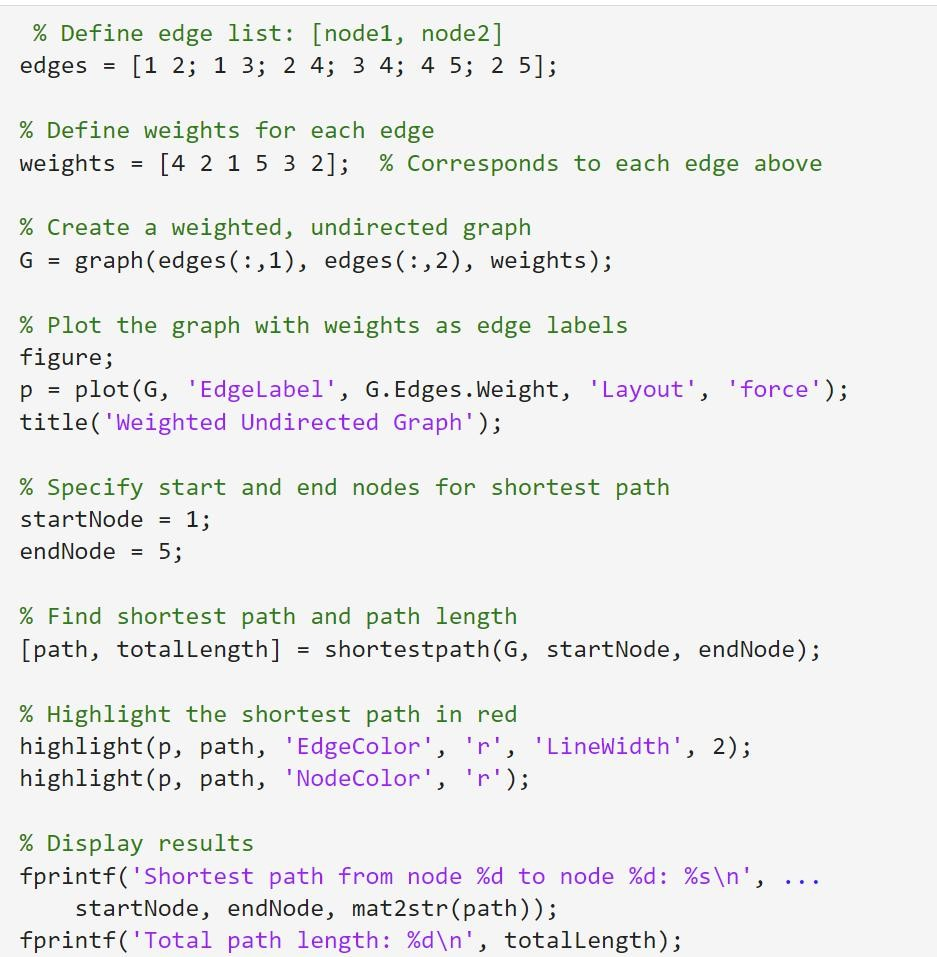 % Define edge list: [node1, node2]
edges = [1 2; 1 3; 2 4; 3 4; 4 5; 2 5];
% Define weights for each edge
weights = [4 2 1 5 3 2];  % Corresponds to each edge above
% Create a weighted, undirected graph
G = graph(edges(:,1), edges(:,2), weights);
% Plot the graph with weights as edge labels
figure;
p = plot(G, 'EdgeLabel', G.Edges.Weight, 'Layout', 'force');
title('Weighted Undirected Graph');
% Specify start and end nodes for shortest path
startNode = 1;
endNode = 5;
% Find shortest path and path length
[path, totalLength] = shortestpath(G, startNode, endNode);
% Highlight the shortest path in red
highlight(p, path, 'EdgeColor', 'r', 'LineWidth', 2);
highlight(p, path, 'NodeColor', 'r');
% Display results
fprintf('Shortest path from node %d to node %d: %s\n', ...
    startNode, endNode, mat2str(path));
fprintf('Total path length: %d\n', totalLength);